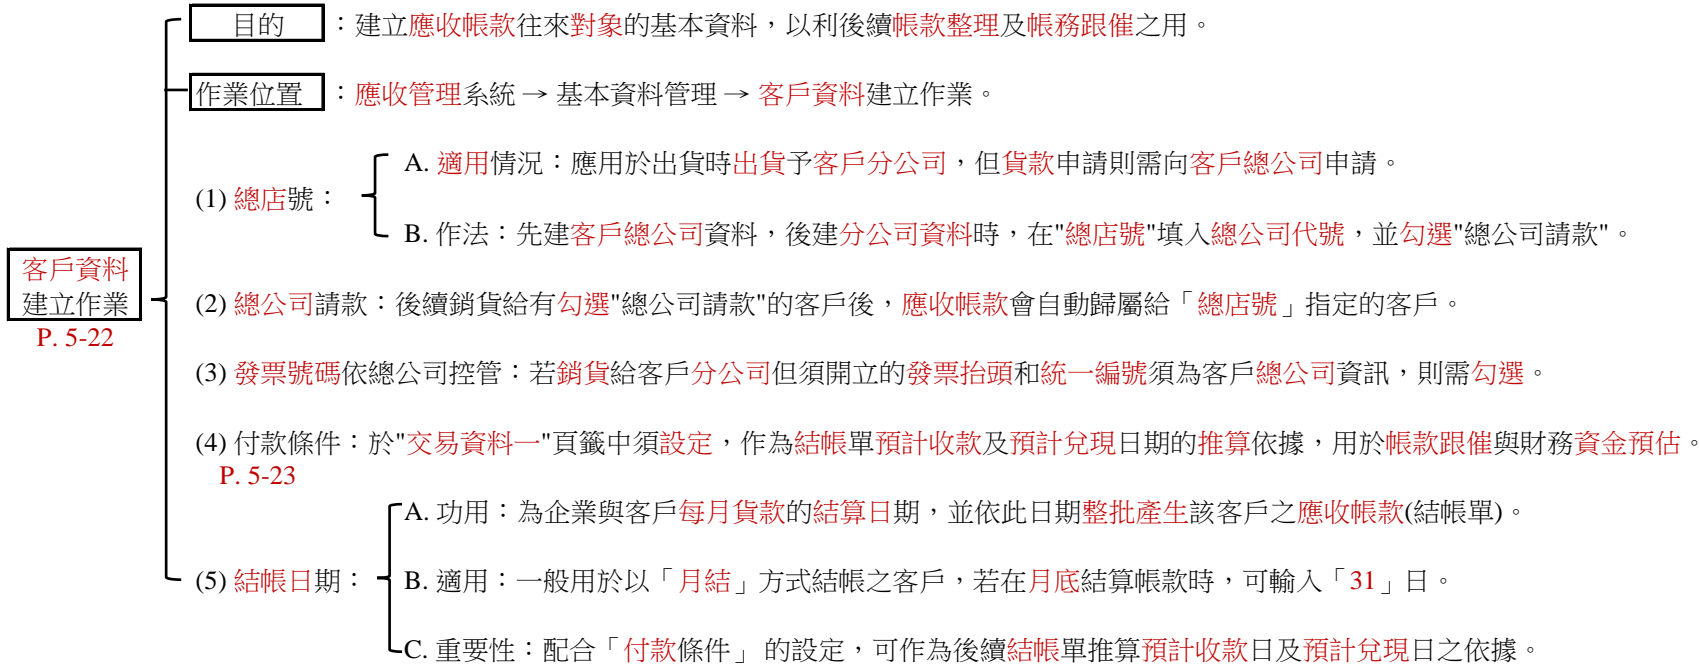 目的：建立應收帳款往來對象的基本資料，以利後續帳款整理及帳務跟催之用。
作業位置：應收管理系統 → 基本資料管理 → 客戶資料建立作業。
A. 適用情況：應用於出貨時出貨予客戶分公司，但貨款申請則需向客戶總公司申請。
(1) 總店號：
B. 作法：先建客戶總公司資料，後建分公司資料時，在"總店號"填入總公司代號，並勾選"總公司請款"。
客戶資料
建立作業
P. 5-22
(2) 總公司請款：後續銷貨給有勾選"總公司請款"的客戶後，應收帳款會自動歸屬給「總店號」指定的客戶。
(3) 發票號碼依總公司控管：若銷貨給客戶分公司但須開立的發票抬頭和統一編號須為客戶總公司資訊，則需勾選。
(4) 付款條件：於"交易資料一"頁籤中須設定，作為結帳單預計收款及預計兌現日期的推算依據，用於帳款跟催與財務資金預估。
P. 5-23
A. 功用：為企業與客戶每月貨款的結算日期，並依此日期整批產生該客戶之應收帳款(結帳單)。
(5) 結帳日期：
B. 適用：一般用於以「月結」方式結帳之客戶，若在月底結算帳款時，可輸入「31」日。
C. 重要性：配合「付款條件」 的設定，可作為後續結帳單推算預計收款日及預計兌現日之依據。